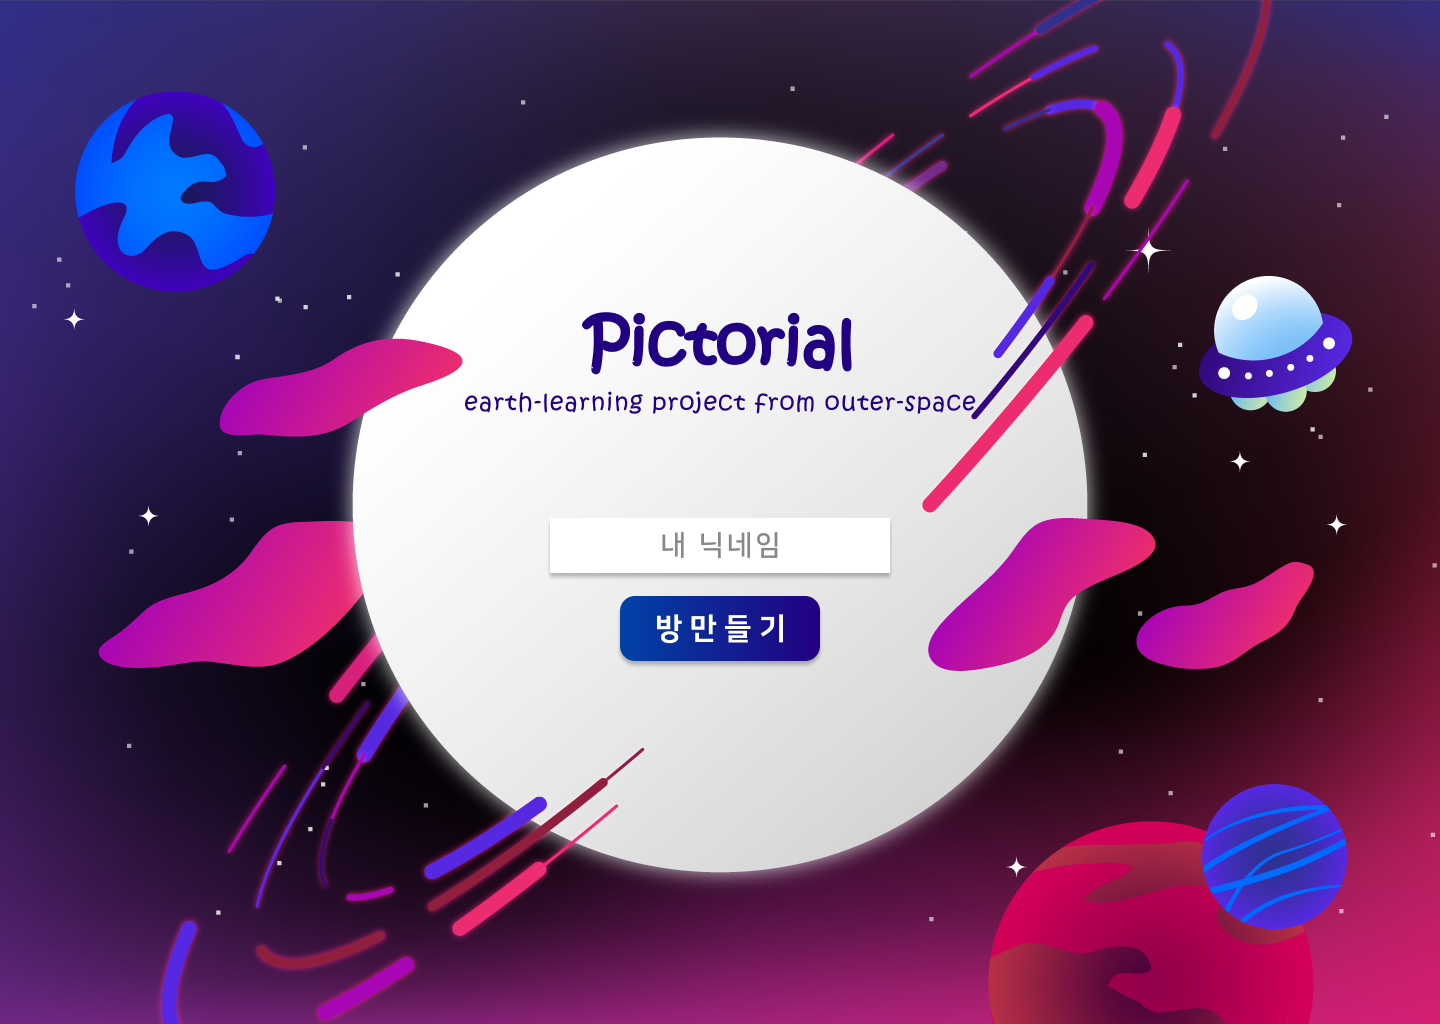 Pictorial
earth-learning project from outer-space
내 닉네임
방만들기